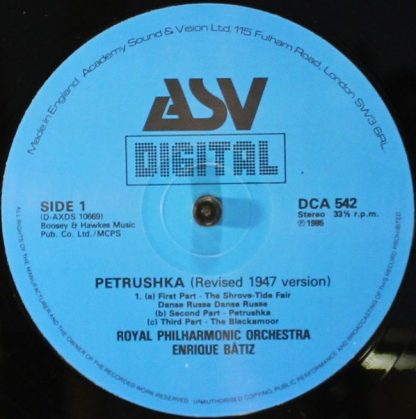 Made in England. Academy Sound & Vision Ltd. 115 Fulham Road, London SW3 6RL.
ASV
DIGITAL
SIDE 1
(D-AXDS 10669)
Boosey & Hawkes Music
Pub. Co. Ltd./MCPS
DCA 542
Stereo 33⅓ r.p.m.
℗ 1985
PETRUSHKA (Revised 1947 version)
1. (a) First Part - The Shrove-Tide Fair
Danse Russe Danse Russe
(b) Second Part - Petrushka
(c) Third Part - The Blackamoor
ROYAL PHILHARMONIC ORCHESTRA
ENRIQUE BÀTIZ
ALL RIGHTS OF THE MANUFACTURER AND OF THE OWNER OF THE RECORDED WORK RESERVED. UNAUTHORISED COPYING, PUBLIC PERFORMANCE AND BROADCASTING OF THIS RECORD PROHIBITED